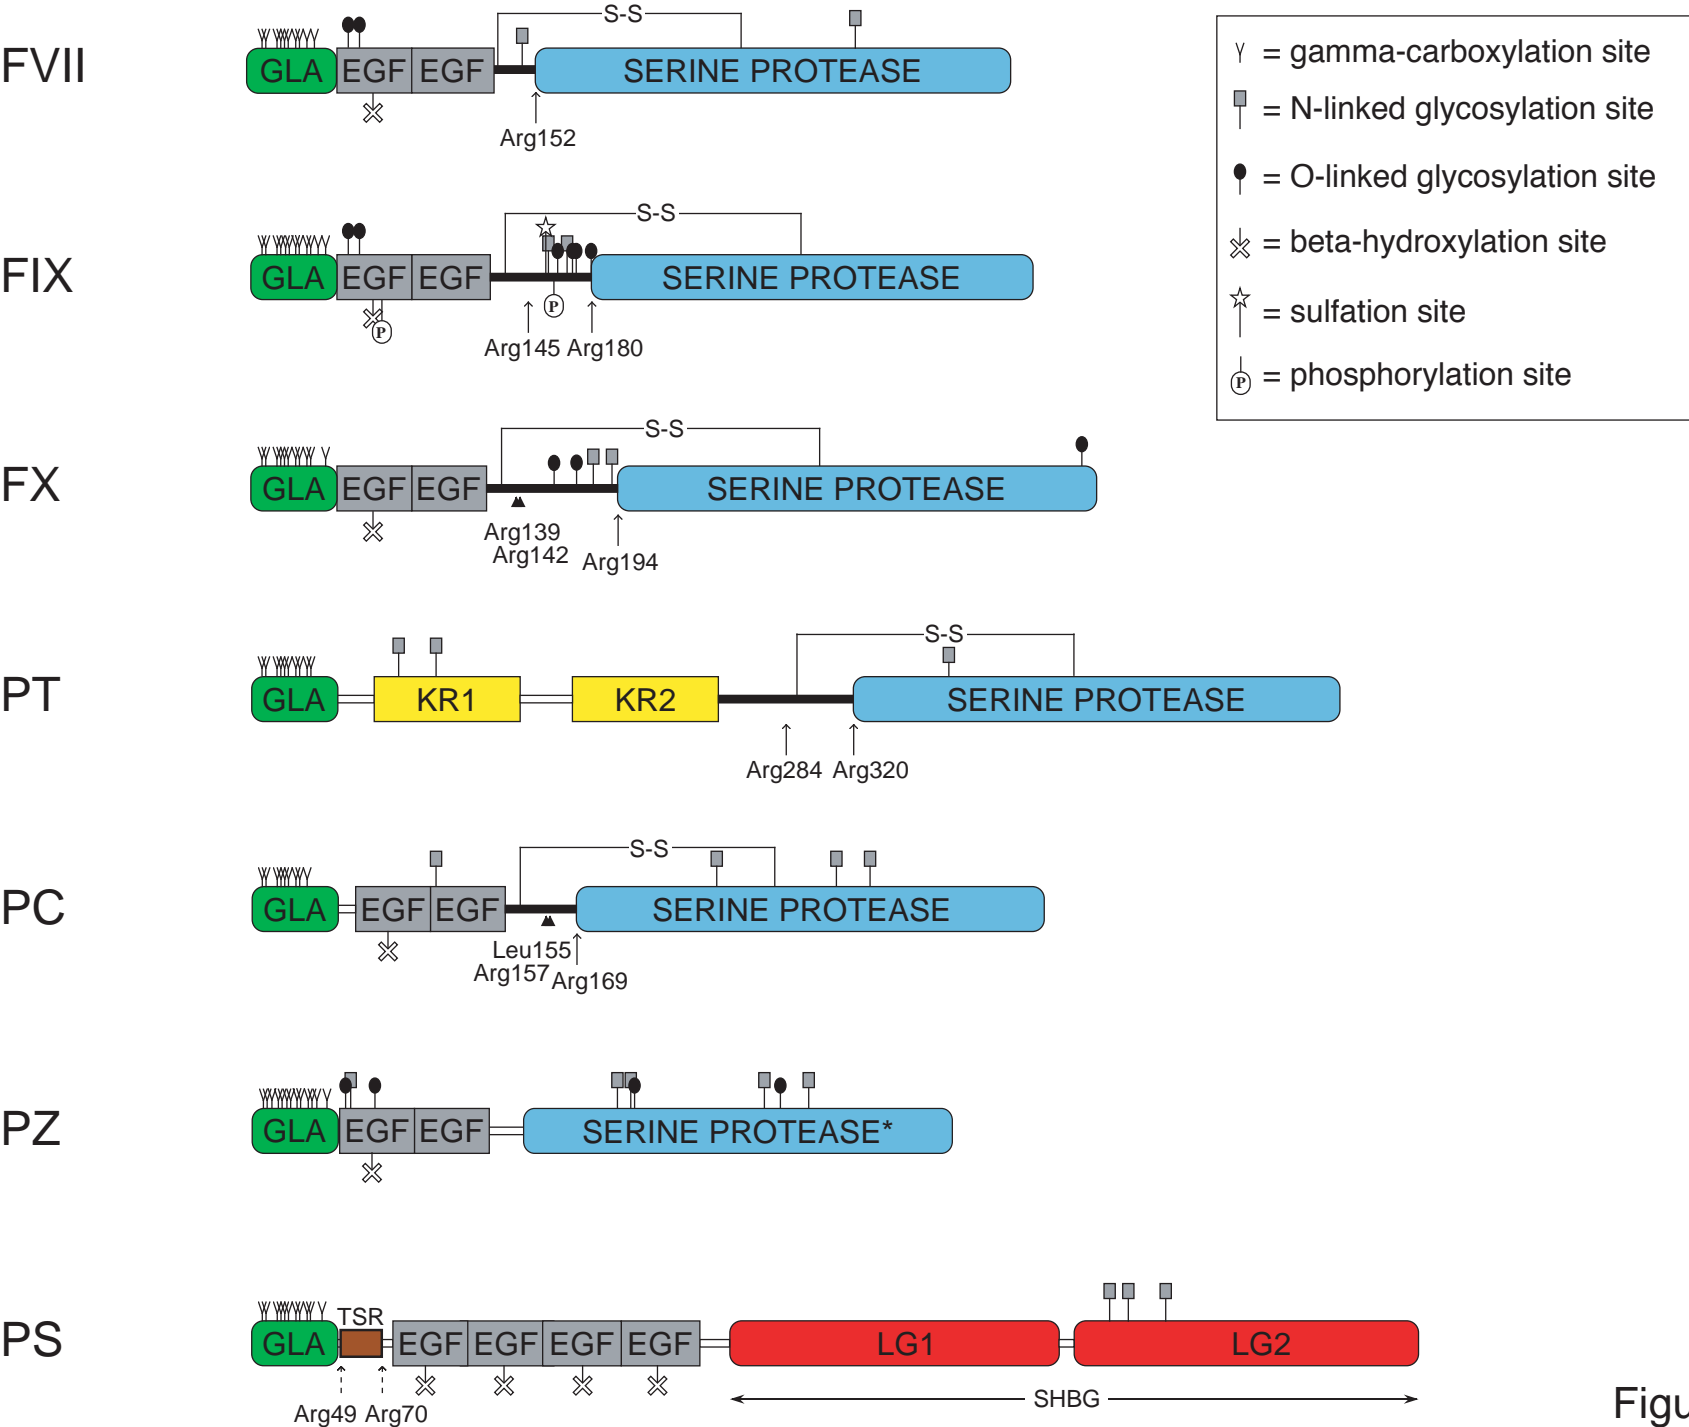 FVII
GLA EGF EGF SERINE PROTEASE
S-S
Arg152
= gamma-carboxylation site
= N-linked glycosylation site
= O-linked glycosylation site
= beta-hydroxylation site
= sulfation site
P = phosphorylation site
FIX
S-S
GLA EGF EGF SERINE PROTEASE
P
P
Arg145 Arg180
FX
S-S
GLA EGF EGF SERINE PROTEASE
Arg139
Arg142
Arg194
PT
S-S
GLA KR1 KR2 SERINE PROTEASE
Arg284 Arg320
PC
S-S
GLA EGF EGF SERINE PROTEASE
Leu155
Arg157
Arg169
PZ
GLA EGF EGF SERINE PROTEASE*
PS
TSR
GLA EGF EGF EGF EGF LG1 LG2
SHBG
Arg49 Arg70
Figu